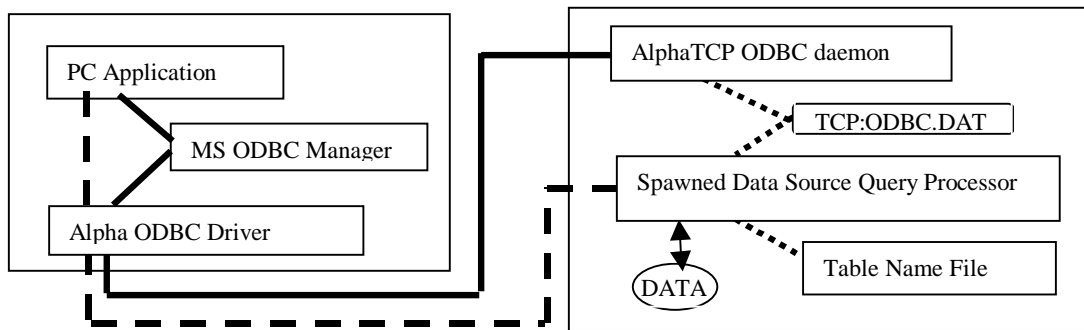 PC Application
MS ODBC Manager
Alpha ODBC Driver
AlphaTCP ODBC daemon
TCP:ODBC.DAT
Spawned Data Source Query Processor
Table Name File
DATA